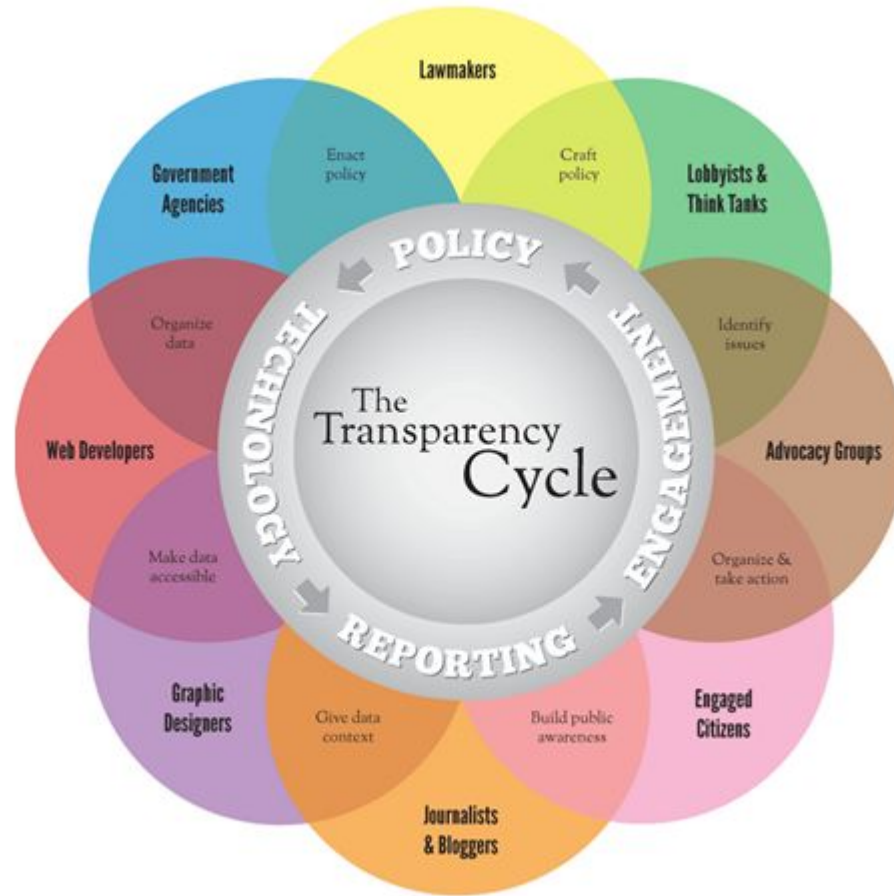 Lawmakers
Enact
policy
Craft
policy
Government
Agencies
Lobbyists &
Think Tanks
POLICY
TECHNOLOGY
ENGAGEMENT
REPORTING
Organize
data
Identify
issues
The
Transparency
Cycle
Web Developers
Advocacy Groups
Make data
accessible
Organize &
take action
Graphic
Designers
Give data
context
Build public
awareness
Engaged
Citizens
Journalists
& Bloggers